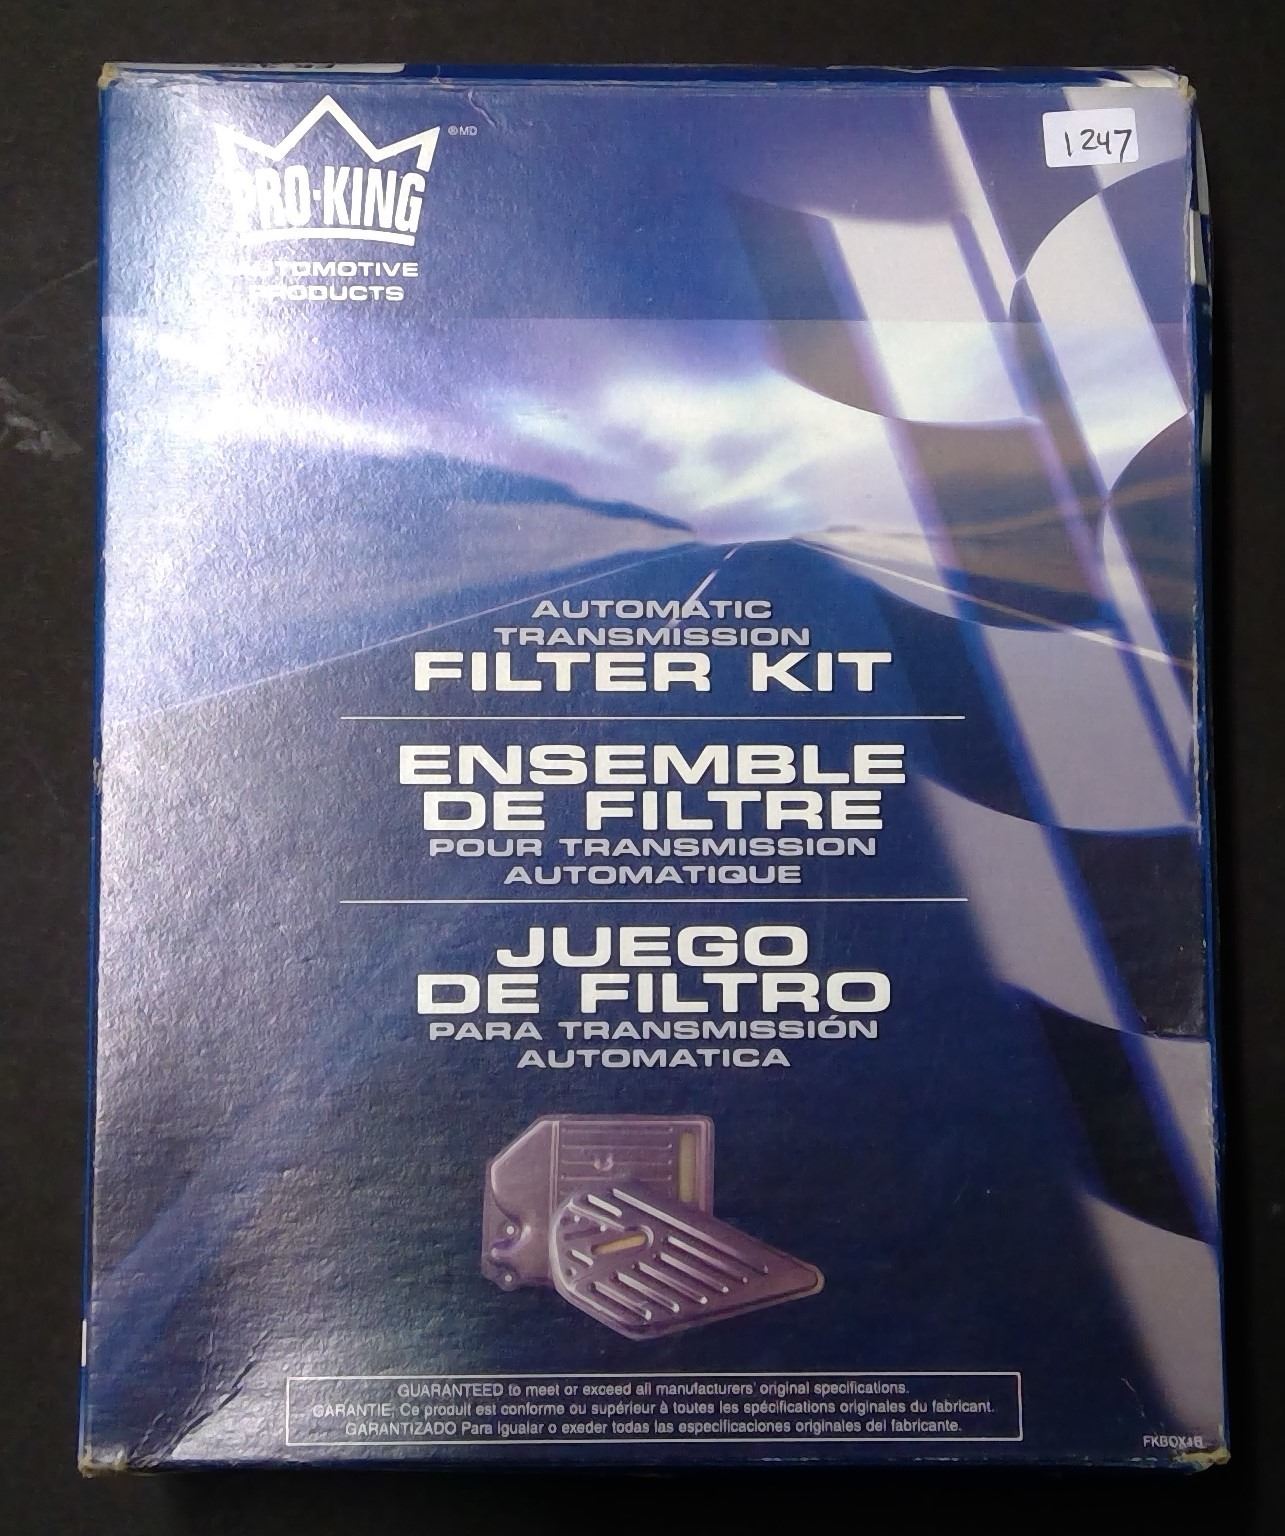 ®MD
PRO-KING
AUTOMOTIVE
PRODUCTS
1247
AUTOMATIC
TRANSMISSION
FILTER KIT
ENSEMBLE
DE FILTRE
POUR TRANSMISSION
AUTOMATIQUE
JUEGO
DE FILTRO
PARA TRANSMISSIÓN
AUTOMATICA
GUARANTEED to meet or exceed all manufacturers' original specifications.
GARANTIE Ce produit est conforme ou supérieur à toutes les spécifications originales du fabricant.
GARANTIZADO Para igualar o exeder todas las especificaciones originales del fabricante.